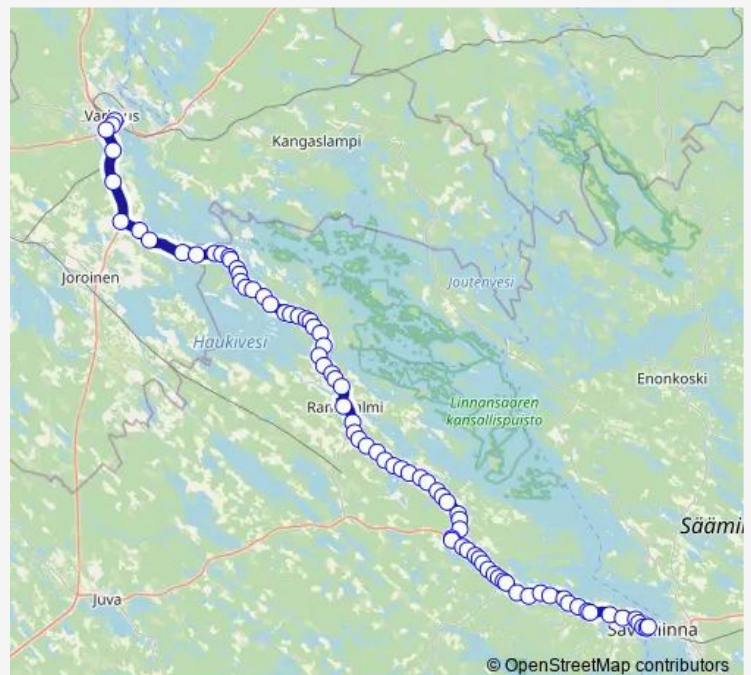 Kangaslampi
Joroinen
Joutenvesi
Haukivesi
Enonkoski
Linnansaaren
kansallispuisto
Juva
© OpenStreetMap contributors